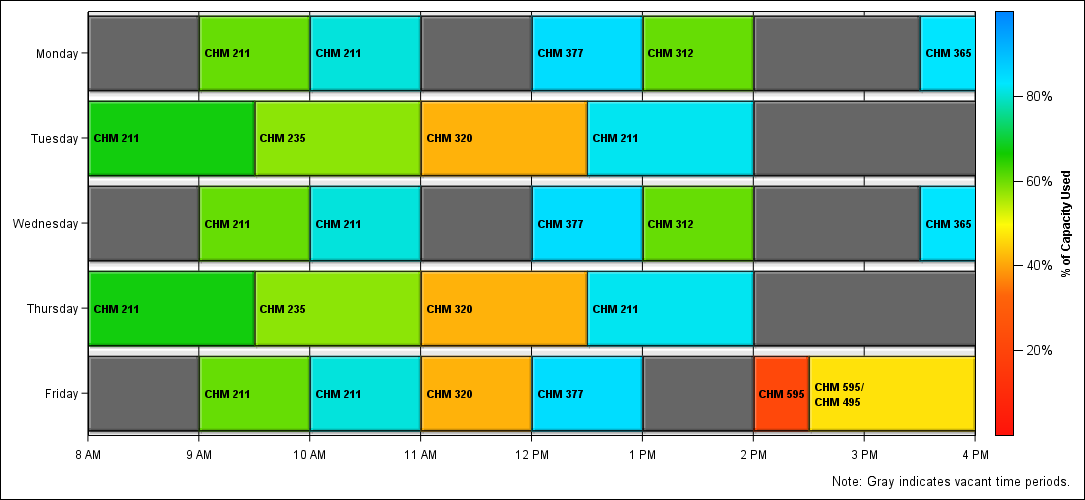 Monday
CHM 211
CHM 211
CHM 377
CHM 312
CHM 365
Tuesday
CHM 211
CHM 235
CHM 320
CHM 211
Wednesday
CHM 211
CHM 211
CHM 377
CHM 312
CHM 365
Thursday
CHM 211
CHM 235
CHM 320
CHM 211
Friday
CHM 211
CHM 211
CHM 320
CHM 377
CHM 595
CHM 595/
CHM 495
8 AM
9 AM
10 AM
11 AM
12 PM
1 PM
2 PM
3 PM
4 PM
80%
60%
40%
20%
% of Capacity Used
Note: Gray indicates vacant time periods.